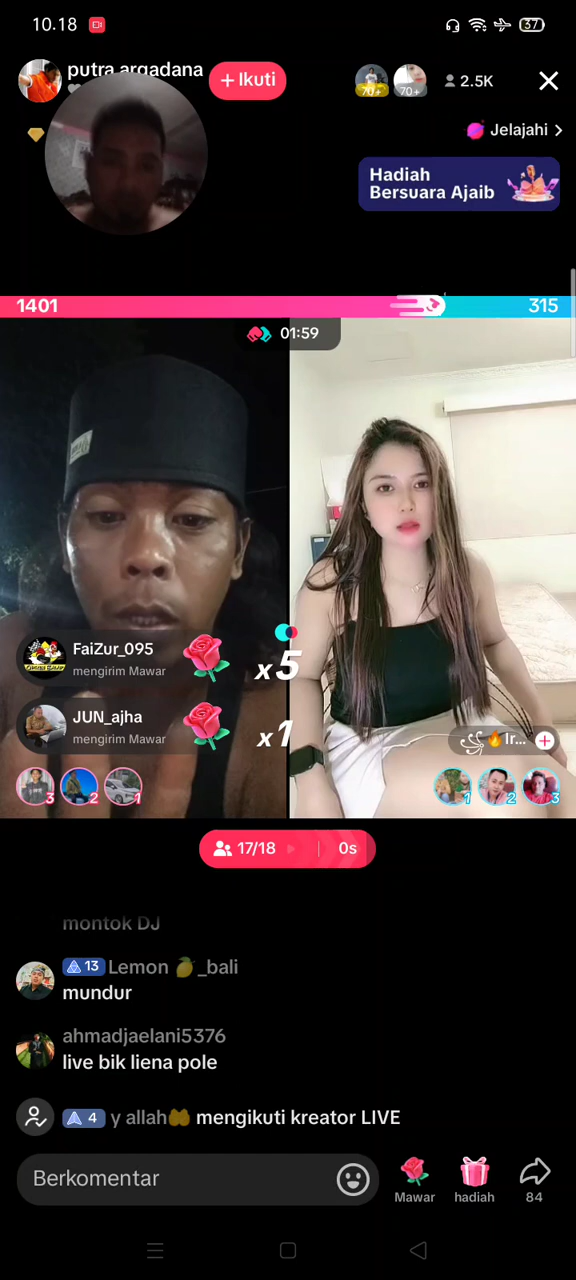 10.18
37
putra argadana
+ Ikuti
70+
70+
2.5K
Jelajahi >
Hadiah
Bersuara Ajaib
1401
315
01:59
FaiZur_095
mengirim Mawar
x5
JUN_ajha
mengirim Mawar
x1
🔥Ir...
3
2
1
1
2
3
17/18
0s
montok DJ
13 Lemon 🍋_bali
mundur
ahmadjaelani5376
live bik liena pole
4 y allah🤲 mengikuti kreator LIVE
Berkomentar
Mawar
hadiah
84